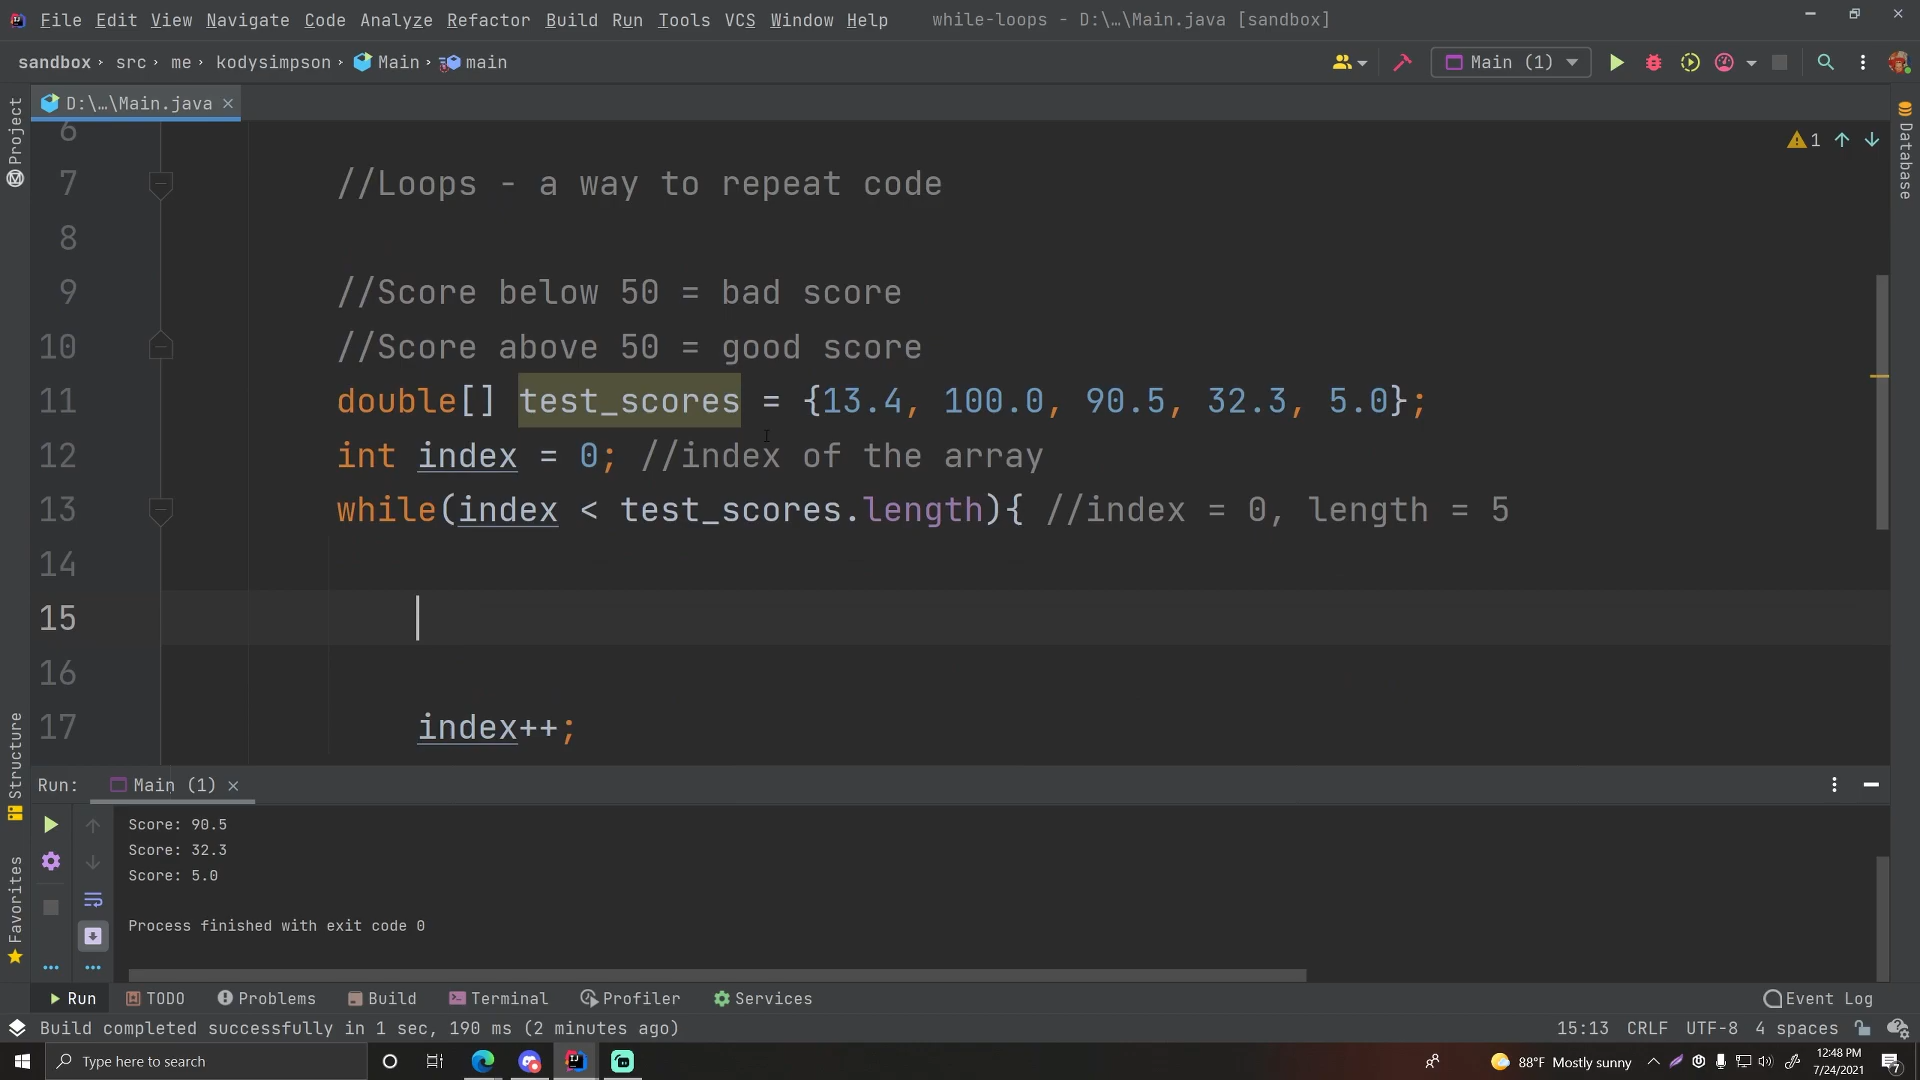 File Edit View Navigate Code Analyze Refactor Build Run Tools VCS Window Help while-loops - D:\...\Main.java [sandbox]
sandbox › src › me › kodysimpson › Main › main Main (1)
D:\...\Main.java
Project
Database
1
6
7 //Loops - a way to repeat code
8
9 //Score below 50 = bad score
10 //Score above 50 = good score
11 double[] test_scores = {13.4, 100.0, 90.5, 32.3, 5.0};
12 int index = 0; //index of the array
13 while(index < test_scores.length){ //index = 0, length = 5
14
15
16
17 index++;
Structure
Favorites
Run: Main (1)
Score: 90.5
Score: 32.3
Score: 5.0
Process finished with exit code 0
Run TODO Problems Build Terminal Profiler Services Event Log
Build completed successfully in 1 sec, 190 ms (2 minutes ago) 15:13 CRLF UTF-8 4 spaces
Type here to search 88°F Mostly sunny 12:48 PM
7/24/2021 7